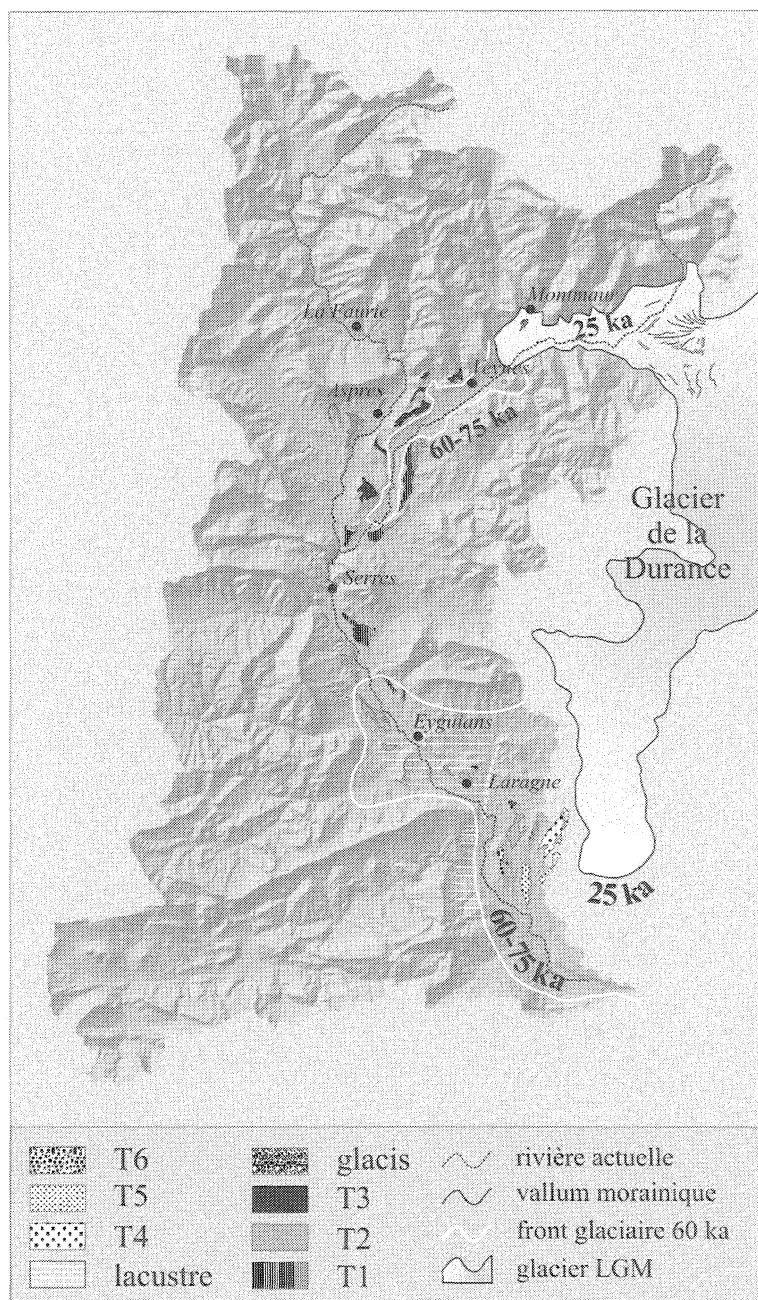 Montmaur
25 ka
La Faurie
Veynes
Aspres
60-75 ka
Glacier
de la
Durance
Serres
Eyguians
Laragne
25 ka
60-75 ka
T6
T5
T4
lacustre
glacis
T3
T2
T1
rivière actuelle
vallum morainique
front glaciaire 60 ka
glacier LGM